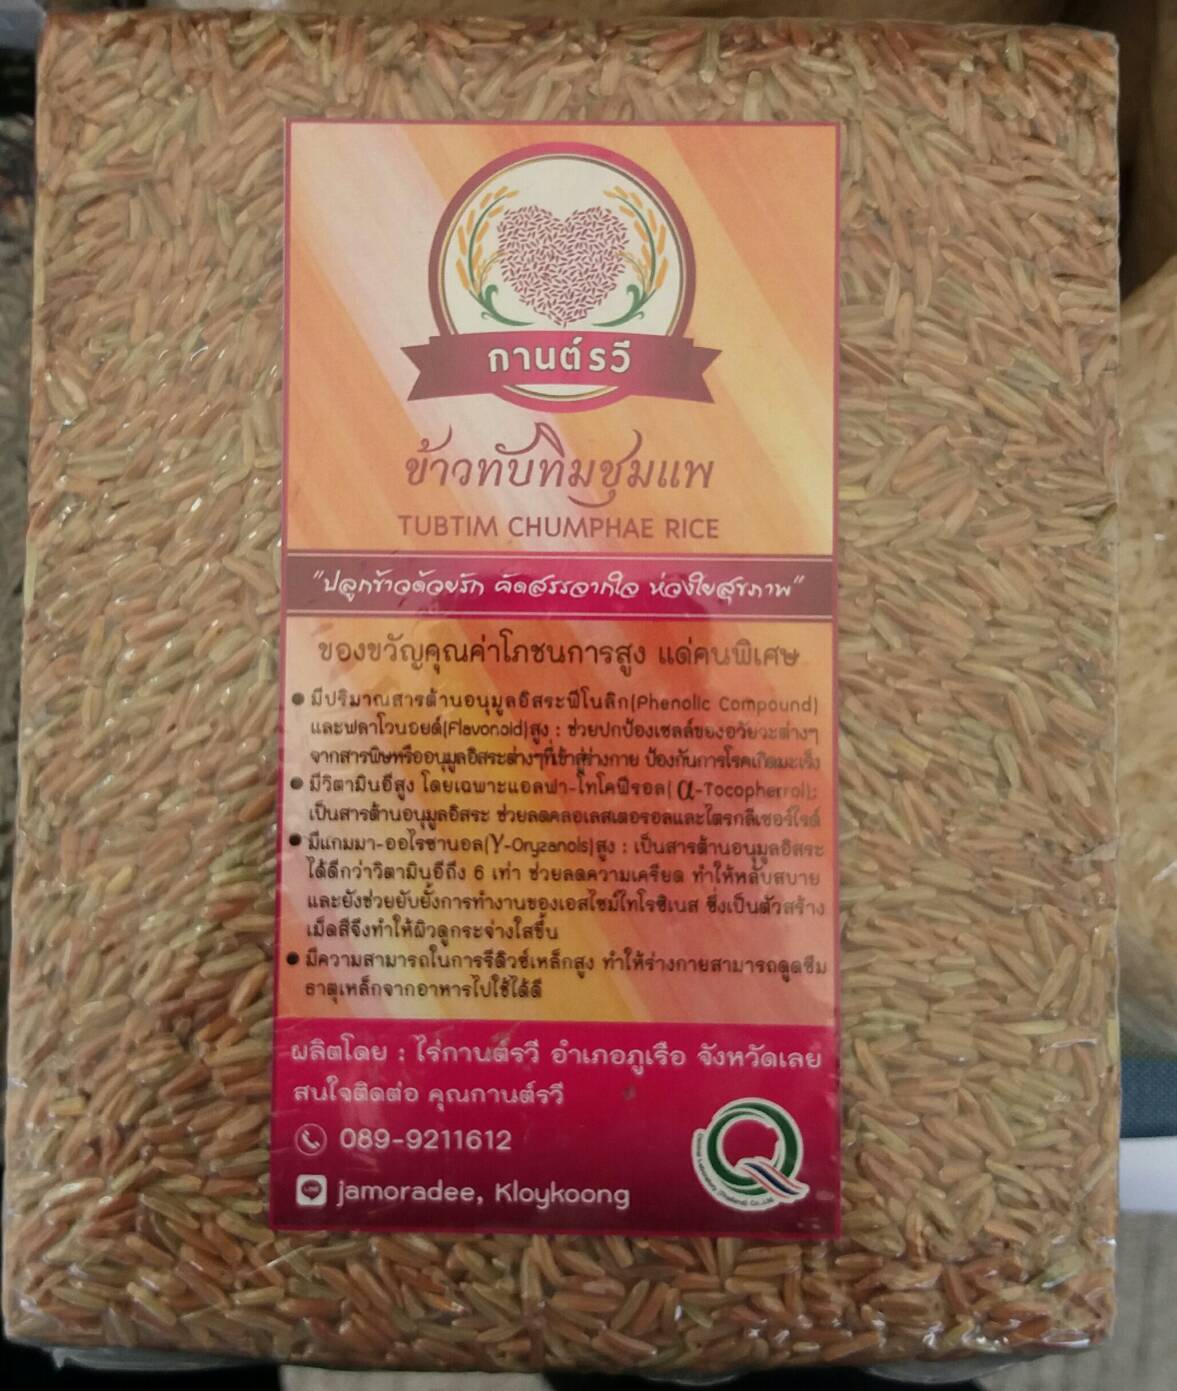 กานต์รวี
ข้าวทับทิมชุมแพ
TUBTIM CHUMPHAE RICE
"ปลูกข้าวด้วยรัก คัดสรรจากใจ ห่วงใยสุขภาพ"
ของขวัญคุณค่าโภชนการสูง แด่คนพิเศษ
● มีปริมาณสารต้านอนุมูลอิสระฟีโนลิก(Phenolic Compound)
และฟลาโวนอยด์(Flavonoid)สูง : ช่วยปกป้องเซลล์ของอวัยวะต่างๆ
จากสารพิษหรืออนุมูลอิสระต่างๆที่เข้าสู่ร่างกาย ป้องกันการโรคเกิดมะเร็ง
● มีวิตามินอีสูง โดยเฉพาะแอลฟา-โทโคฟีรอล(α-Tocopherrol):
เป็นสารต้านอนุมูลอิสระ ช่วยลดคลอเลสเตอรอลและไตรกลีเซอร์ไรด์
● มีแกมมา-ออไรซานอล(γ-Oryzanols)สูง : เป็นสารต้านอนุมูลอิสระ
ได้ดีกว่าวิตามินอีถึง 6 เท่า ช่วยลดความเครียด ทำให้หลับสบาย
และยังช่วยยับยั้งการทำงานของเอสไซม์ไทโรซิเนส ซึ่งเป็นตัวสร้าง
เม็ดสีจึงทำให้ผิวดูกระจ่างใสขึ้น
● มีความสามารถในการรีดิวซ์เหล็กสูง ทำให้ร่างกายสามารถดูดซึม
ธาตุเหล็กจากอาหารไปใช้ได้ดี
ผลิตโดย : ไร่กานต์รวี อำเภอภูเรือ จังหวัดเลย
สนใจติดต่อ คุณกานต์รวี
089-9211612
LINE jamoradee, Kloykoong
Q
Central Laboratory (Thailand) Co.,Ltd.